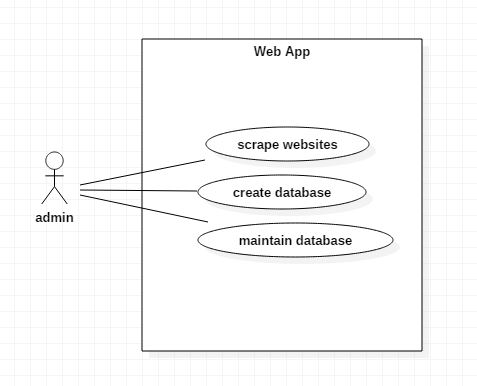 Web App
scrape websites
create database
admin
maintain database